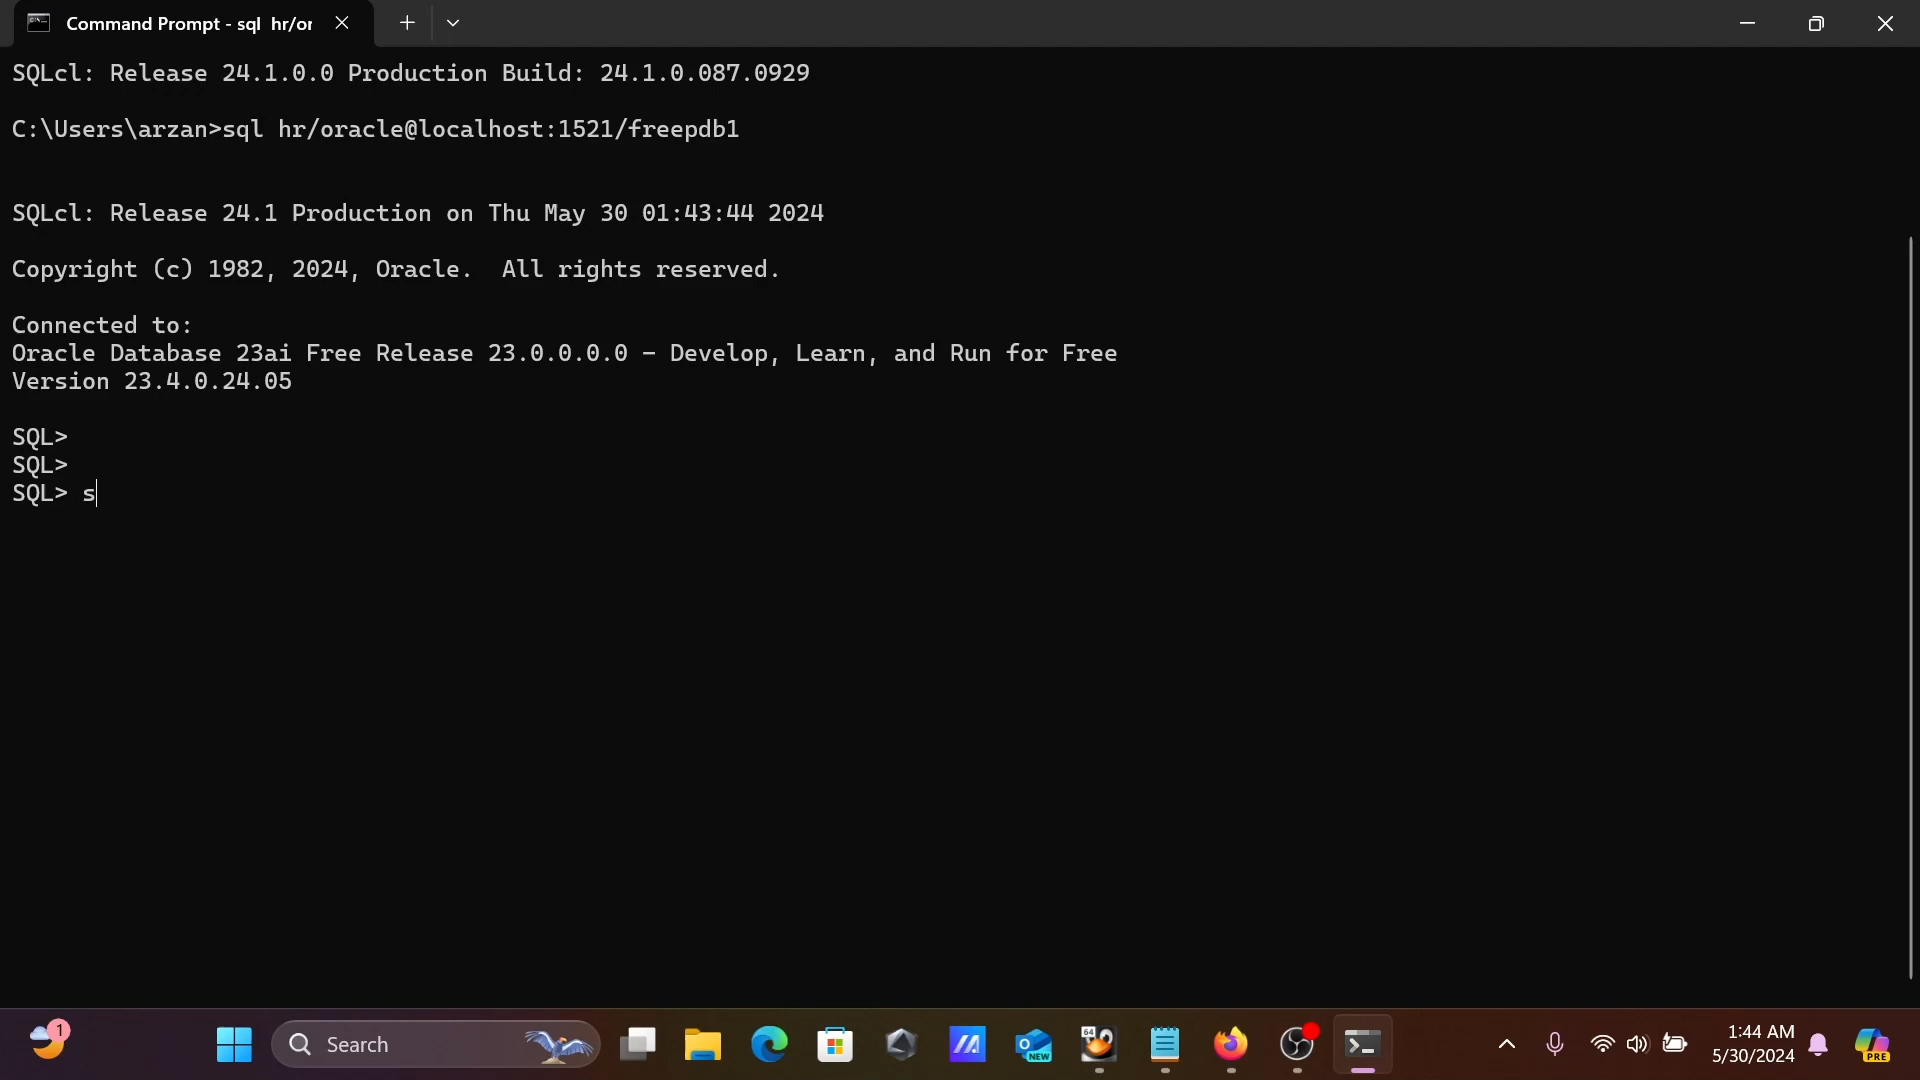 Command Prompt - sql  hr/or
SQLcl: Release 24.1.0.0 Production Build: 24.1.0.087.0929
C:\Users\arzan>sql hr/oracle@localhost:1521/freepdb1
SQLcl: Release 24.1 Production on Thu May 30 01:43:44 2024
Copyright (c) 1982, 2024, Oracle.  All rights reserved.
Connected to:
Oracle Database 23ai Free Release 23.0.0.0.0 - Develop, Learn, and Run for Free
Version 23.4.0.24.05
SQL>
SQL>
SQL> s
1
Search
NEW
64
1:44 AM
5/30/2024
PRE